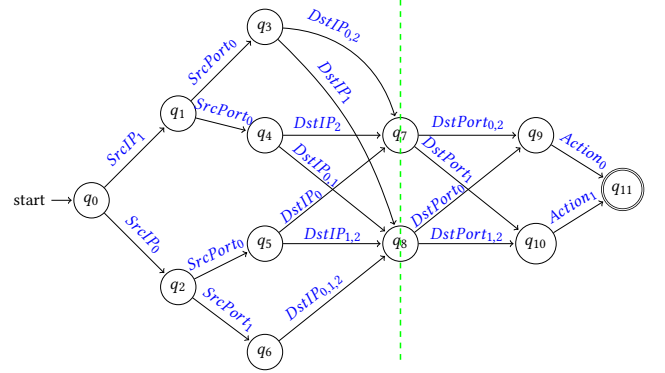 start
q0
SrcIP1
SrcIP0
q1
q2
SrcPort0
SrcPort0
SrcPort0
SrcPort1
q3
q4
q5
q6
DstIP0,2
DstIP1
DstIP2
DstIP0,1
DstIP0
DstIP1,2
DstIP0,1,2
q7
q8
DstPort0,2
DstPort1
DstPort0
DstPort1,2
q9
q10
Action0
Action1
q11